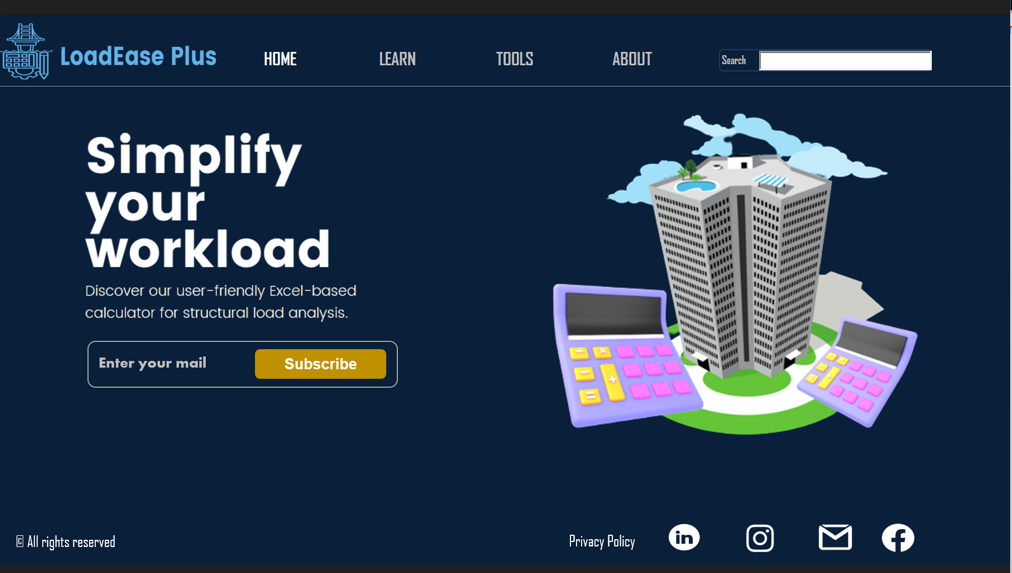 LoadEase Plus
HOME
LEARN
TOOLS
ABOUT
Search
Simplify
your
workload
Discover our user-friendly Excel-based
calculator for structural load analysis.
Enter your mail
Subscribe
© All rights reserved
Privacy Policy
in